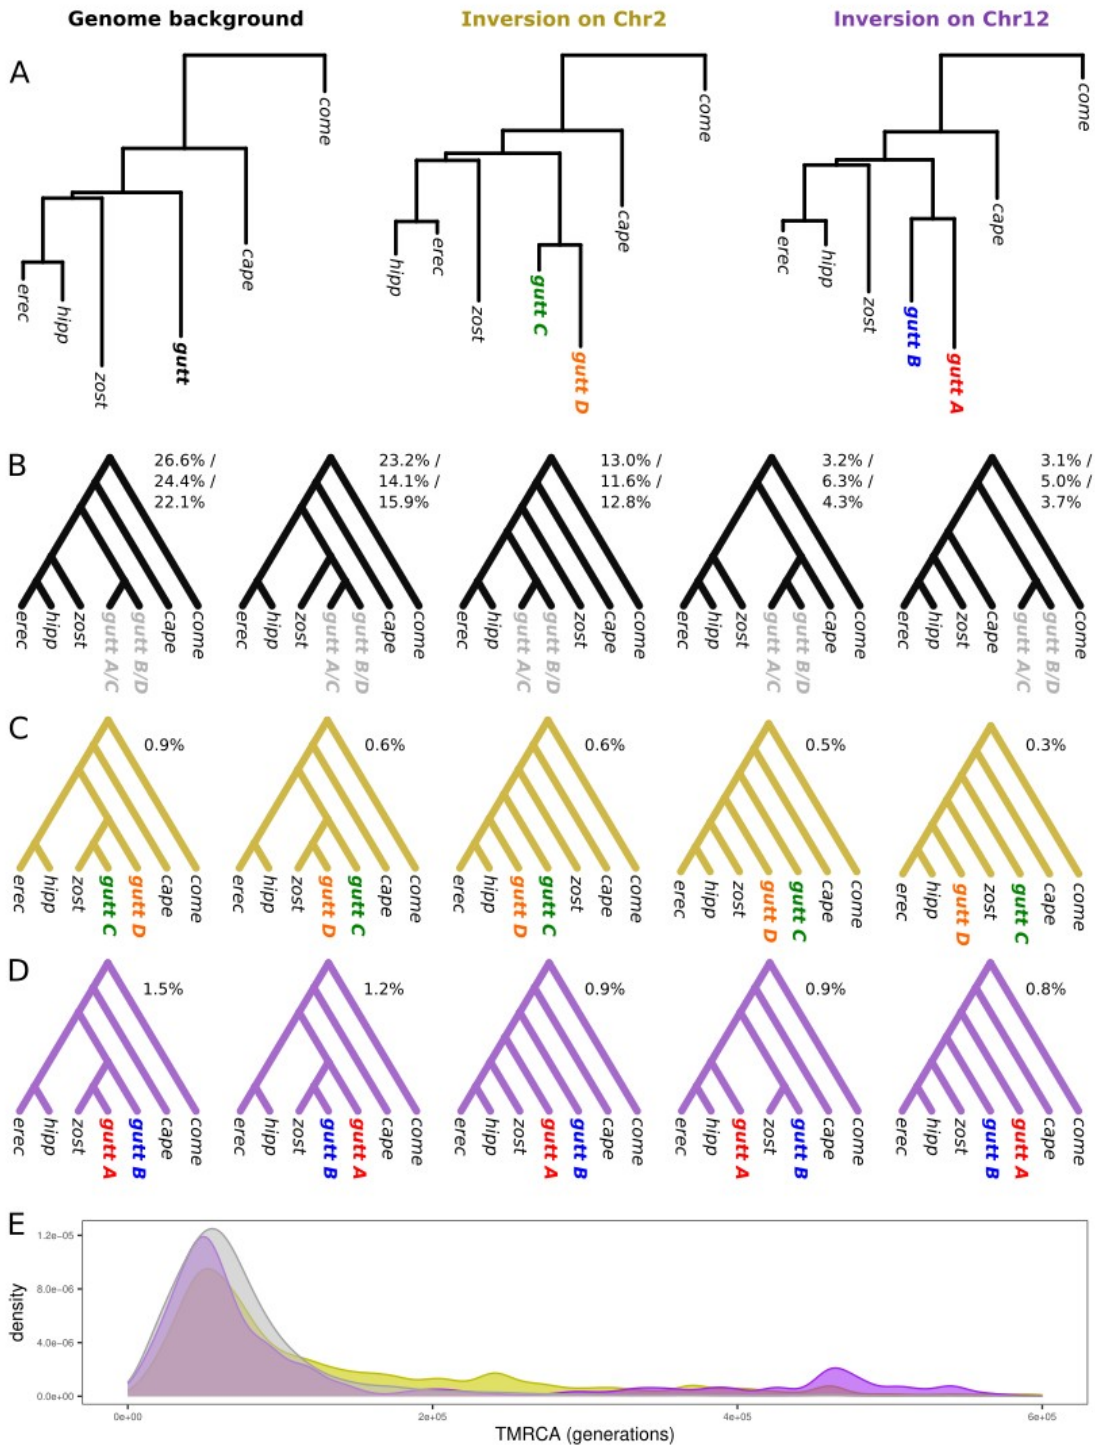 Genome background Inversion on Chr2 Inversion on Chr12
A
come come come
cape cape cape
erec hipp zost gutt
hipp erec zost gutt C gutt D
erec hipp zost gutt B gutt A
B
26.6% / 23.2% / 13.0% / 3.2% / 3.1% /
24.4% / 14.1% / 11.6% / 6.3% / 5.0% /
22.1% 15.9% 12.8% 4.3% 3.7%
erec hipp zost gutt A/C gutt B/D cape come
erec hipp zost gutt A/C gutt B/D cape come
erec hipp gutt A/C gutt B/D zost cape come
erec hipp zost gutt A/C gutt B/D cape come
erec hipp zost cape gutt A/C gutt B/D come
C
0.9% 0.6% 0.6% 0.5% 0.3%
erec hipp zost gutt C gutt D cape come
erec hipp zost gutt D gutt C cape come
erec hipp gutt D gutt C zost cape come
erec hipp zost gutt D gutt C cape come
erec hipp gutt D zost gutt C cape come
D
1.5% 1.2% 0.9% 0.9% 0.8%
erec hipp zost gutt A gutt B cape come
erec hipp zost gutt B gutt A cape come
erec hipp zost gutt A gutt B cape come
erec hipp gutt A zost gutt B cape come
erec hipp zost gutt B gutt A cape come
E
density
1.2e-05
8.0e-06
4.0e-06
0.0e+00
0e+00 2e+05 4e+05 6e+05
TMRCA (generations)